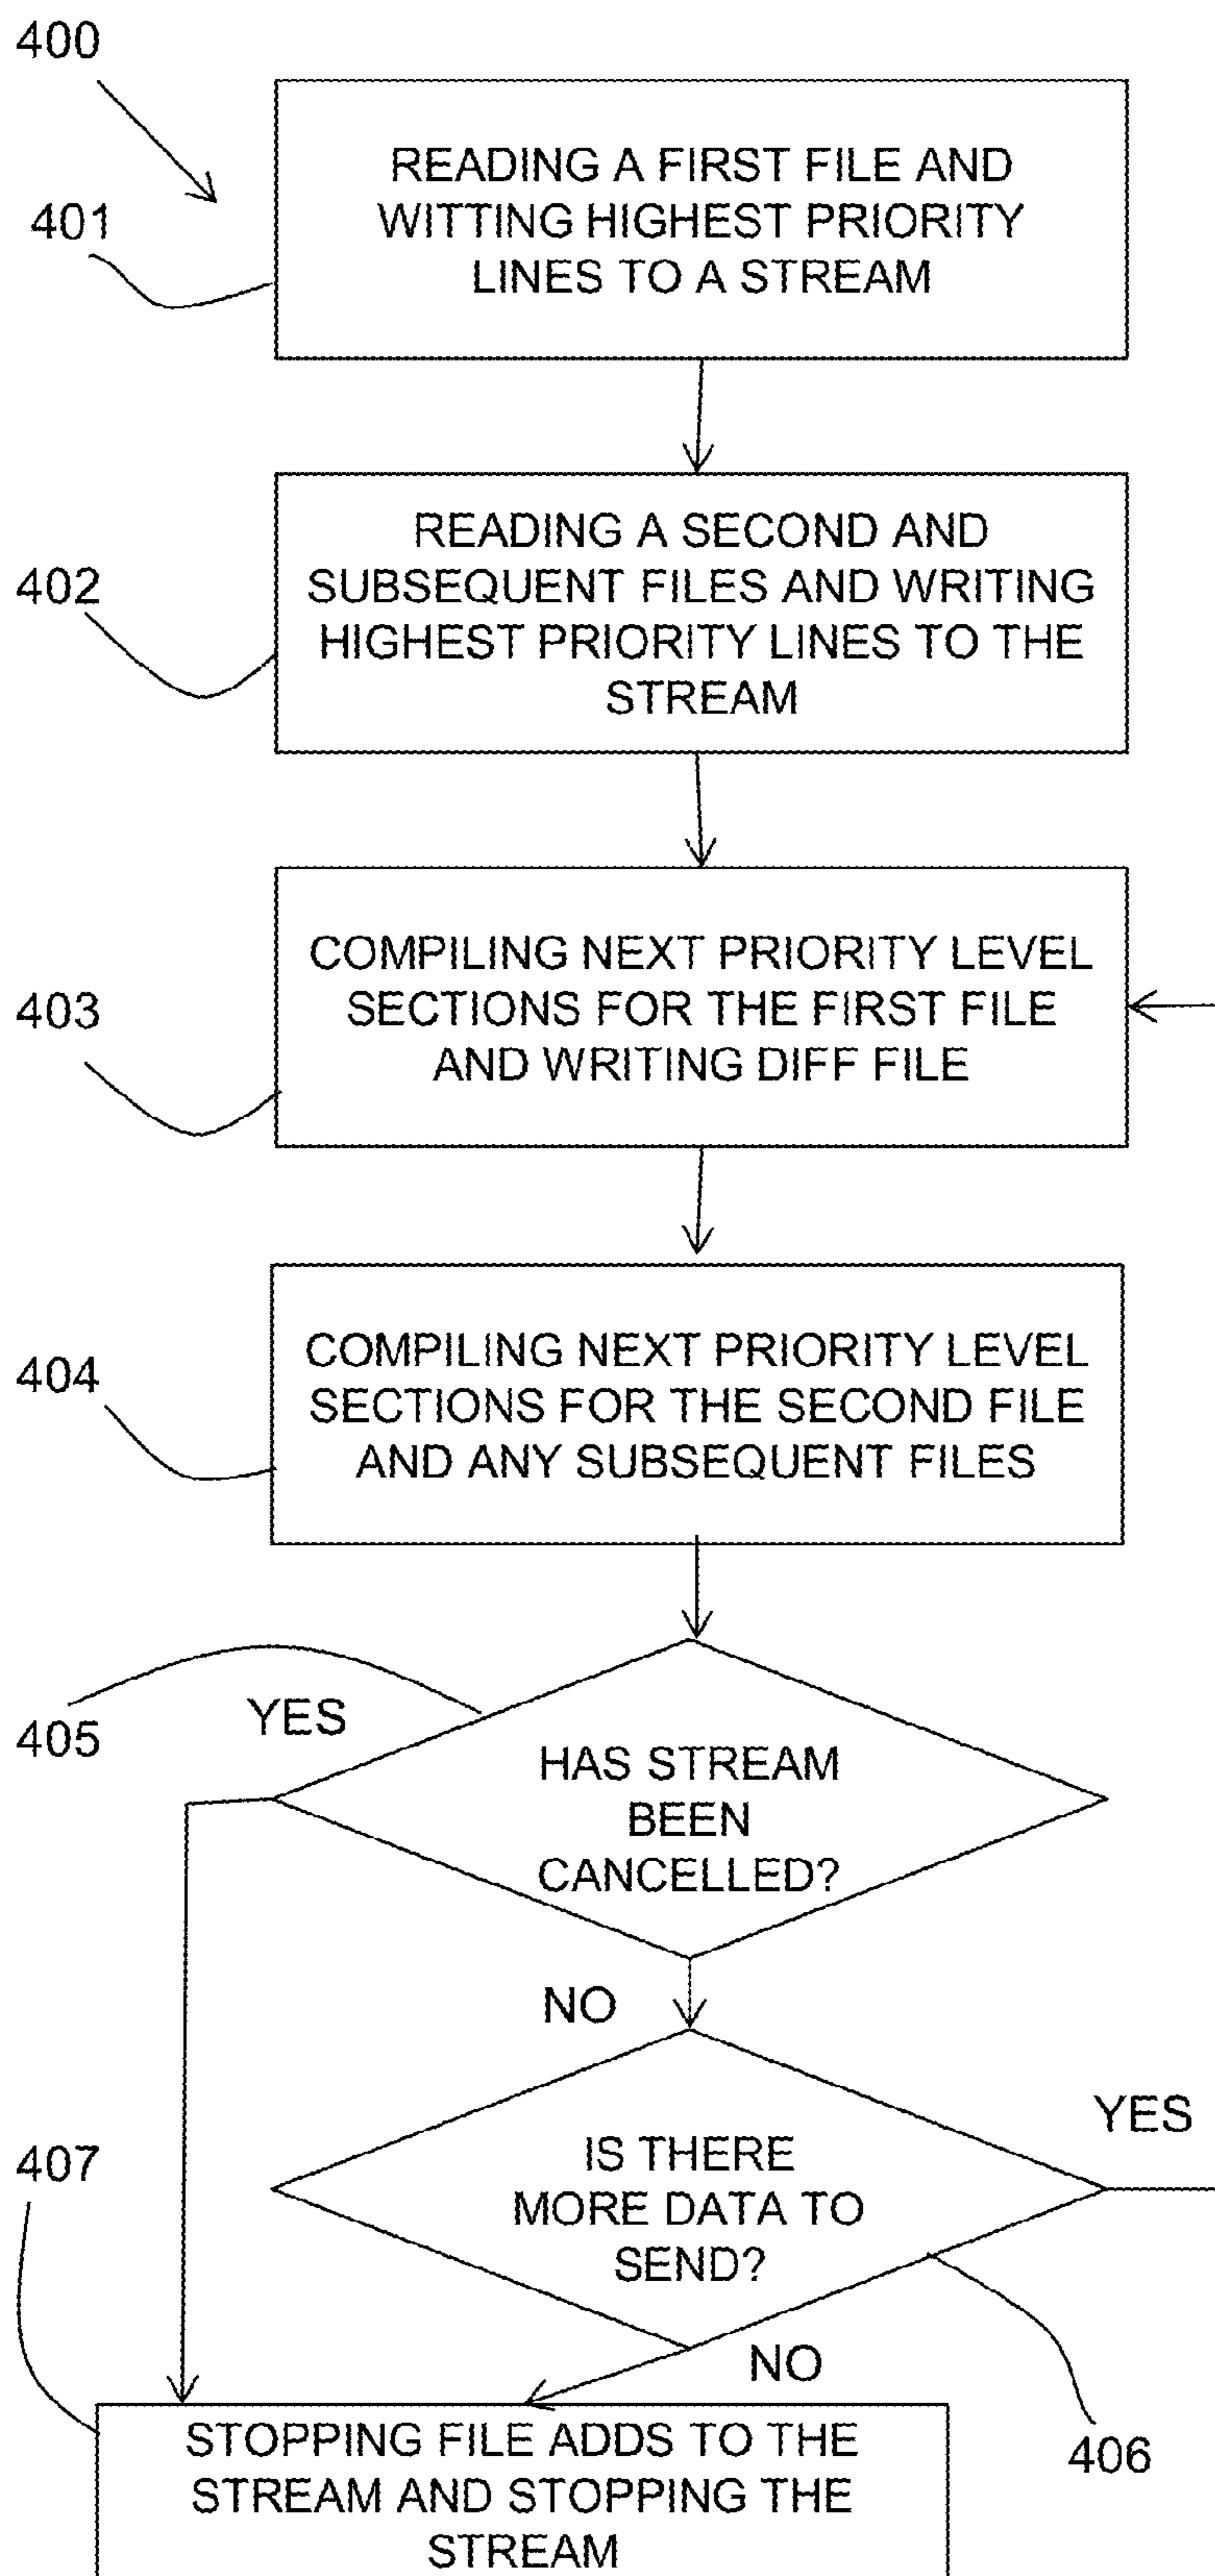 400
401
READING A FIRST FILE AND
WITTING HIGHEST PRIORITY
LINES TO A STREAM
402
READING A SECOND AND
SUBSEQUENT FILES AND WRITING
HIGHEST PRIORITY LINES TO THE
STREAM
403
COMPILING NEXT PRIORITY LEVEL
SECTIONS FOR THE FIRST FILE
AND WRITING DIFF FILE
404
COMPILING NEXT PRIORITY LEVEL
SECTIONS FOR THE SECOND FILE
AND ANY SUBSEQUENT FILES
405
YES
HAS STREAM
BEEN
CANCELLED?
NO
YES
IS THERE
MORE DATA TO
SEND?
407
NO
406
STOPPING FILE ADDS TO THE
STREAM AND STOPPING THE
STREAM